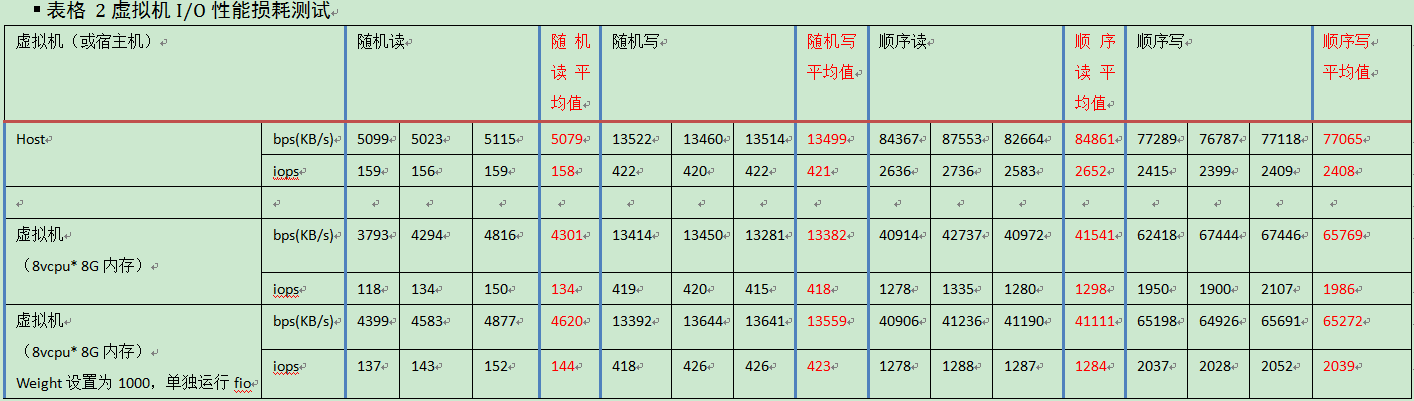 ▪ 表格 2 虚拟机 I/O 性能损耗测试
虚拟机（或宿主机） 随机读 随机读平均值 随机写 随机写平均值 顺序读 顺序读平均值 顺序写 顺序写平均值
Host bps(KB/s) 5099 5023 5115 5079 13522 13460 13514 13499 84367 87553 82664 84861 77289 76787 77118 77065
iops 159 156 159 158 422 420 422 421 2636 2736 2583 2652 2415 2399 2409 2408
虚拟机 bps(KB/s) 3793 4294 4816 4301 13414 13450 13281 13382 40914 42737 40972 41541 62418 67444 67446 65769
（8vcpu* 8G 内存）
iops 118 134 150 134 419 420 415 418 1278 1335 1280 1298 1950 1900 2107 1986
虚拟机 bps(KB/s) 4399 4583 4877 4620 13392 13644 13641 13559 40906 41236 41190 41111 65198 64926 65691 65272
（8vcpu* 8G 内存）
iops 137 143 152 144 418 426 426 423 1278 1288 1287 1284 2037 2028 2052 2039
Weight 设置为 1000，单独运行 fio